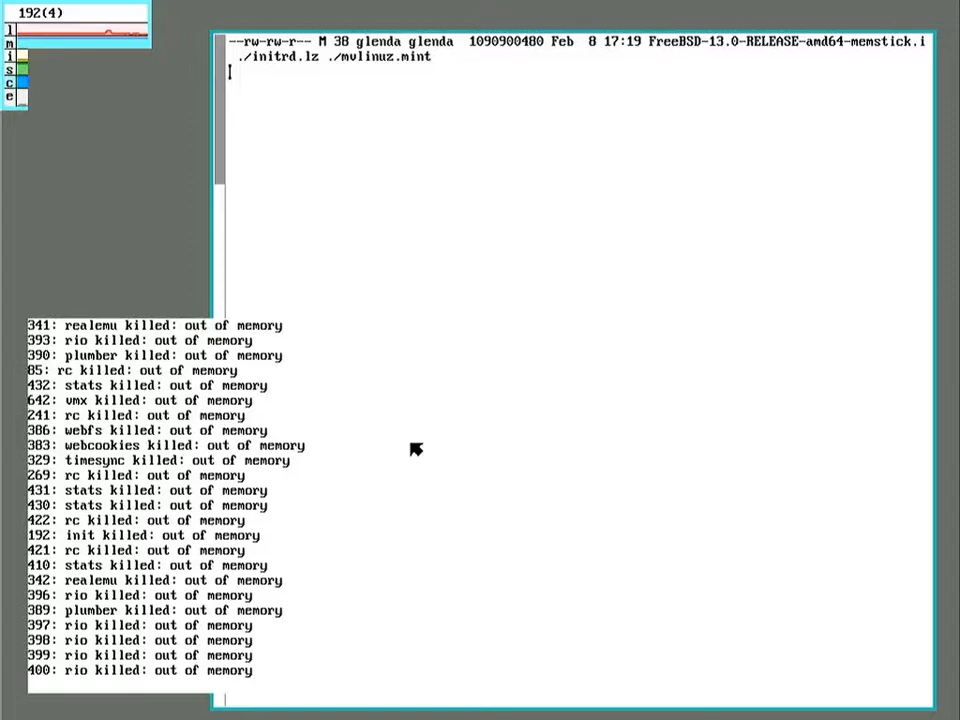 192(4)
l
m
i
s
c
e
--rw-rw-r-- M 38 glenda glenda  1090900480 Feb  8 17:19 FreeBSD-13.0-RELEASE-amd64-memstick.i
./initrd.lz ./mvlinuz.mint
341: realemu killed: out of memory
393: rio killed: out of memory
390: plumber killed: out of memory
85: rc killed: out of memory
432: stats killed: out of memory
642: vmx killed: out of memory
241: rc killed: out of memory
386: webfs killed: out of memory
383: webcookies killed: out of memory
329: timesync killed: out of memory
269: rc killed: out of memory
431: stats killed: out of memory
430: stats killed: out of memory
422: rc killed: out of memory
192: init killed: out of memory
421: rc killed: out of memory
410: stats killed: out of memory
342: realemu killed: out of memory
396: rio killed: out of memory
389: plumber killed: out of memory
397: rio killed: out of memory
398: rio killed: out of memory
399: rio killed: out of memory
400: rio killed: out of memory